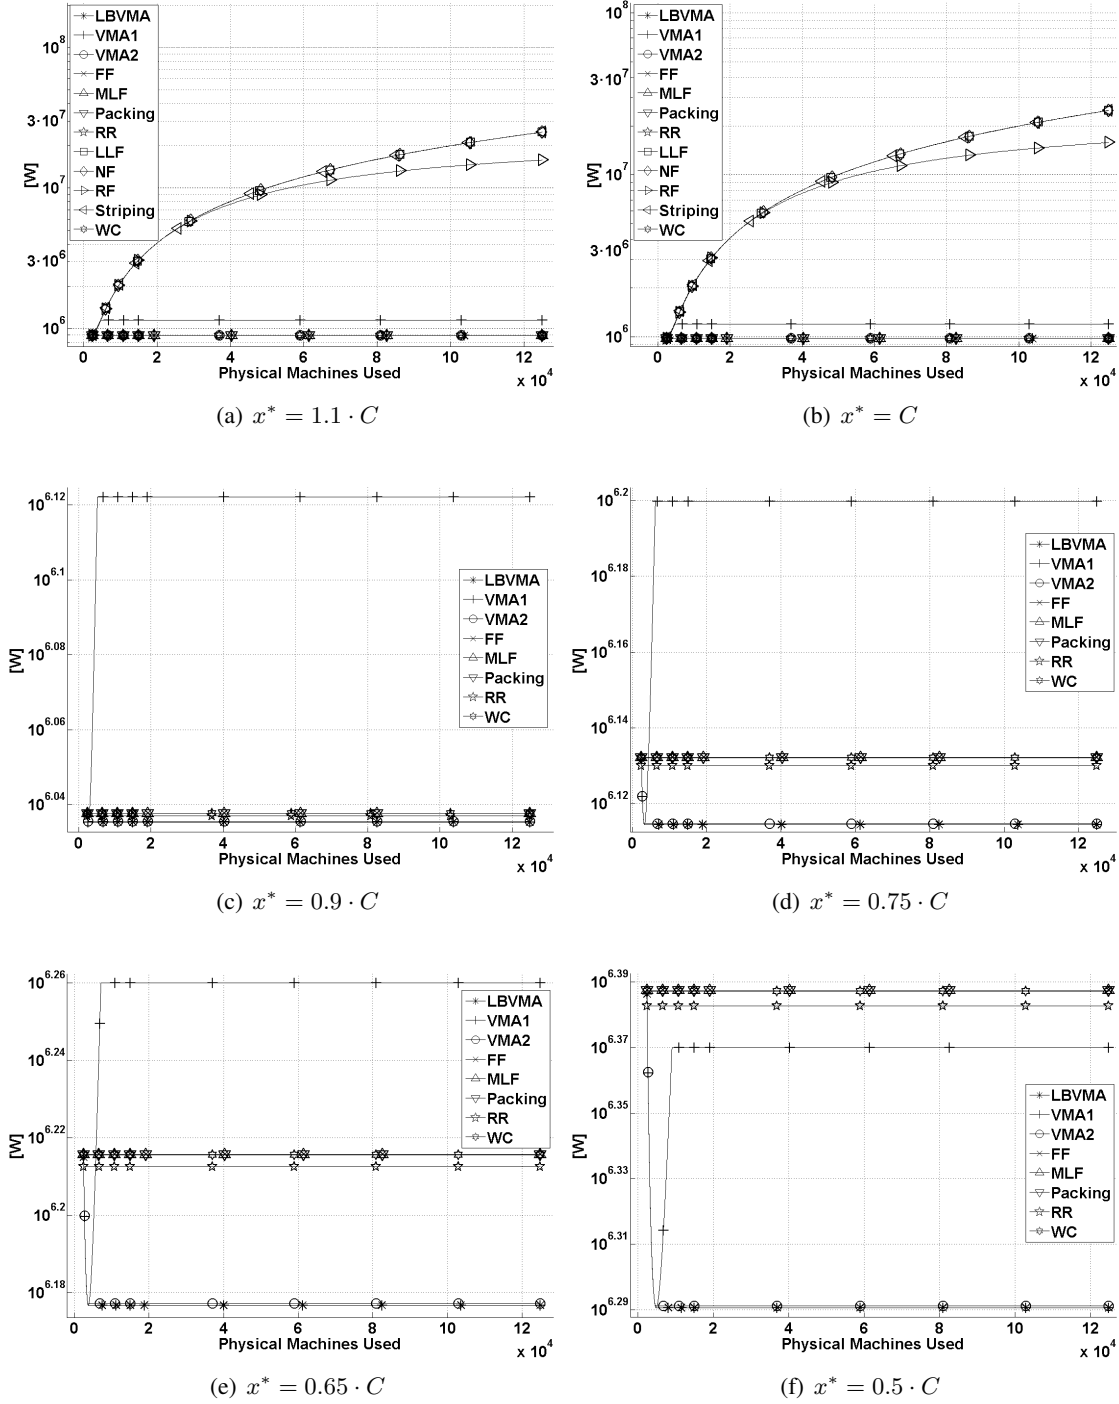 LBVMA
VMA1
VMA2
FF
MLF
Packing
RR
LLF
NF
RF
Striping
WC
10^8
3·10^7
10^7
3·10^6
10^6
[W]
0 2 4 6 8 10 12
Physical Machines Used
x 10^4
(a) x* = 1.1 · C
LBVMA
VMA1
VMA2
FF
MLF
Packing
RR
LLF
NF
RF
Striping
WC
10^8
3·10^7
10^7
3·10^6
10^6
[W]
0 2 4 6 8 10 12
Physical Machines Used
x 10^4
(b) x* = C
10^6.12
10^6.1
10^6.08
10^6.06
10^6.04
[W]
LBVMA
VMA1
VMA2
FF
MLF
Packing
RR
WC
0 2 4 6 8 10 12
Physical Machines Used
x 10^4
(c) x* = 0.9 · C
10^6.2
10^6.18
10^6.16
10^6.14
10^6.12
[W]
LBVMA
VMA1
VMA2
FF
MLF
Packing
RR
WC
0 2 4 6 8 10 12
Physical Machines Used
x 10^4
(d) x* = 0.75 · C
10^6.26
10^6.24
10^6.22
10^6.2
10^6.18
[W]
LBVMA
VMA1
VMA2
FF
MLF
Packing
RR
WC
0 2 4 6 8 10 12
Physical Machines Used
x 10^4
(e) x* = 0.65 · C
10^6.39
10^6.37
10^6.35
10^6.33
10^6.31
10^6.29
[W]
LBVMA
VMA1
VMA2
FF
MLF
Packing
RR
WC
0 2 4 6 8 10 12
Physical Machines Used
x 10^4
(f) x* = 0.5 · C